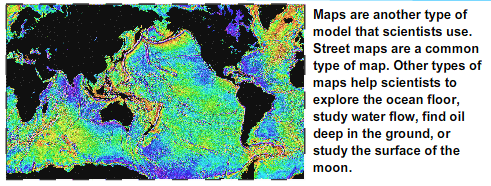 Maps are another type of
model that scientists use.
Street maps are a common
type of map. Other types of
maps help scientists to
explore the ocean floor,
study water flow, find oil
deep in the ground, or
study the surface of the
moon.